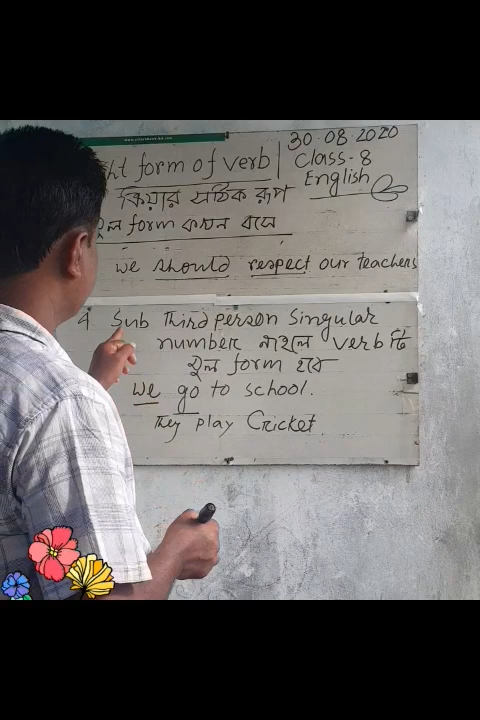 30.08.2020
ht form of verb | Class-8
English
ক্রিয়ার সঠিক রূপ
মুল form কখন বসে
we should respect our teachers
4 Sub Third person Singular
number নাহলে verb টি
মুল form হবে
we go to school.
They play Cricket.